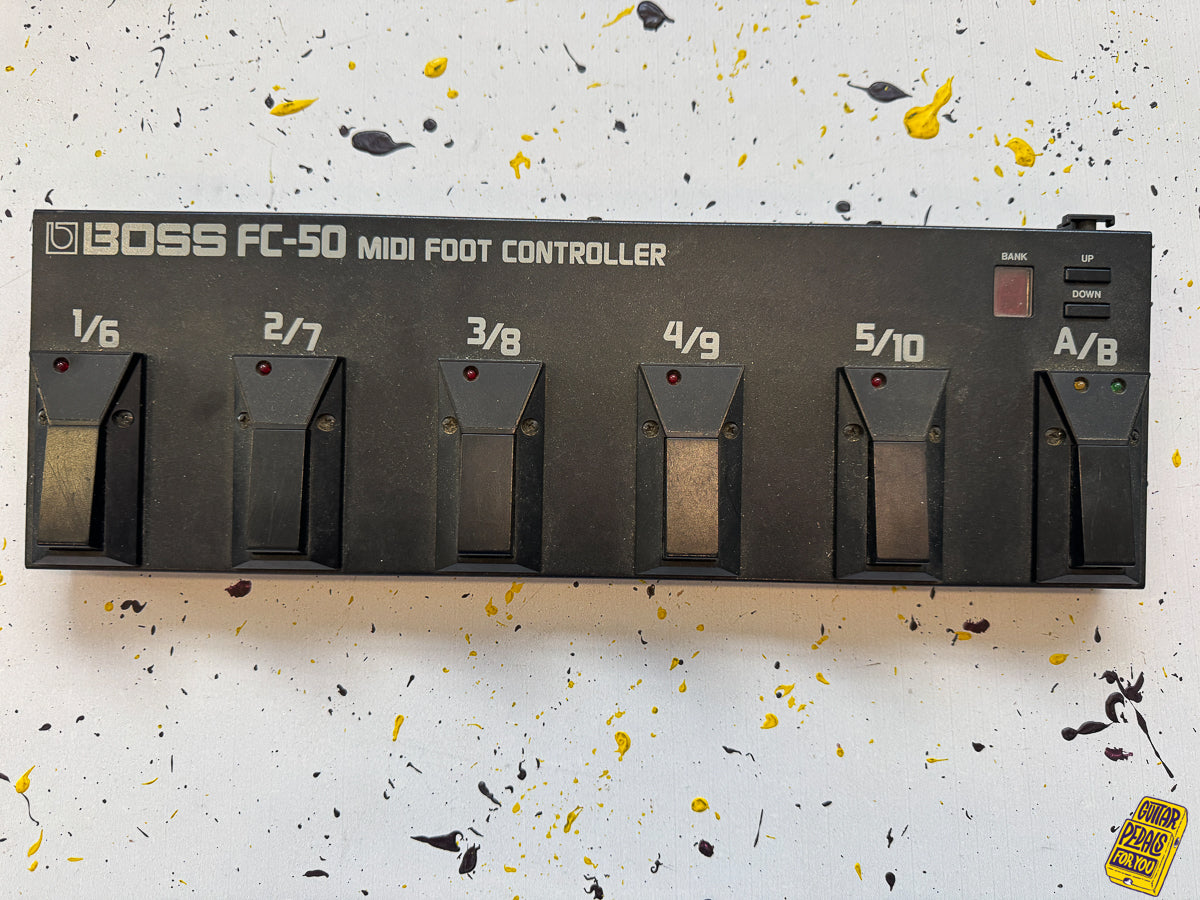 BOSS FC-50 MIDI FOOT CONTROLLER
BANK
UP
DOWN
1/6
2/7
3/8
4/9
5/10
A/B
GUITAR
PEDALS
FOR YOU